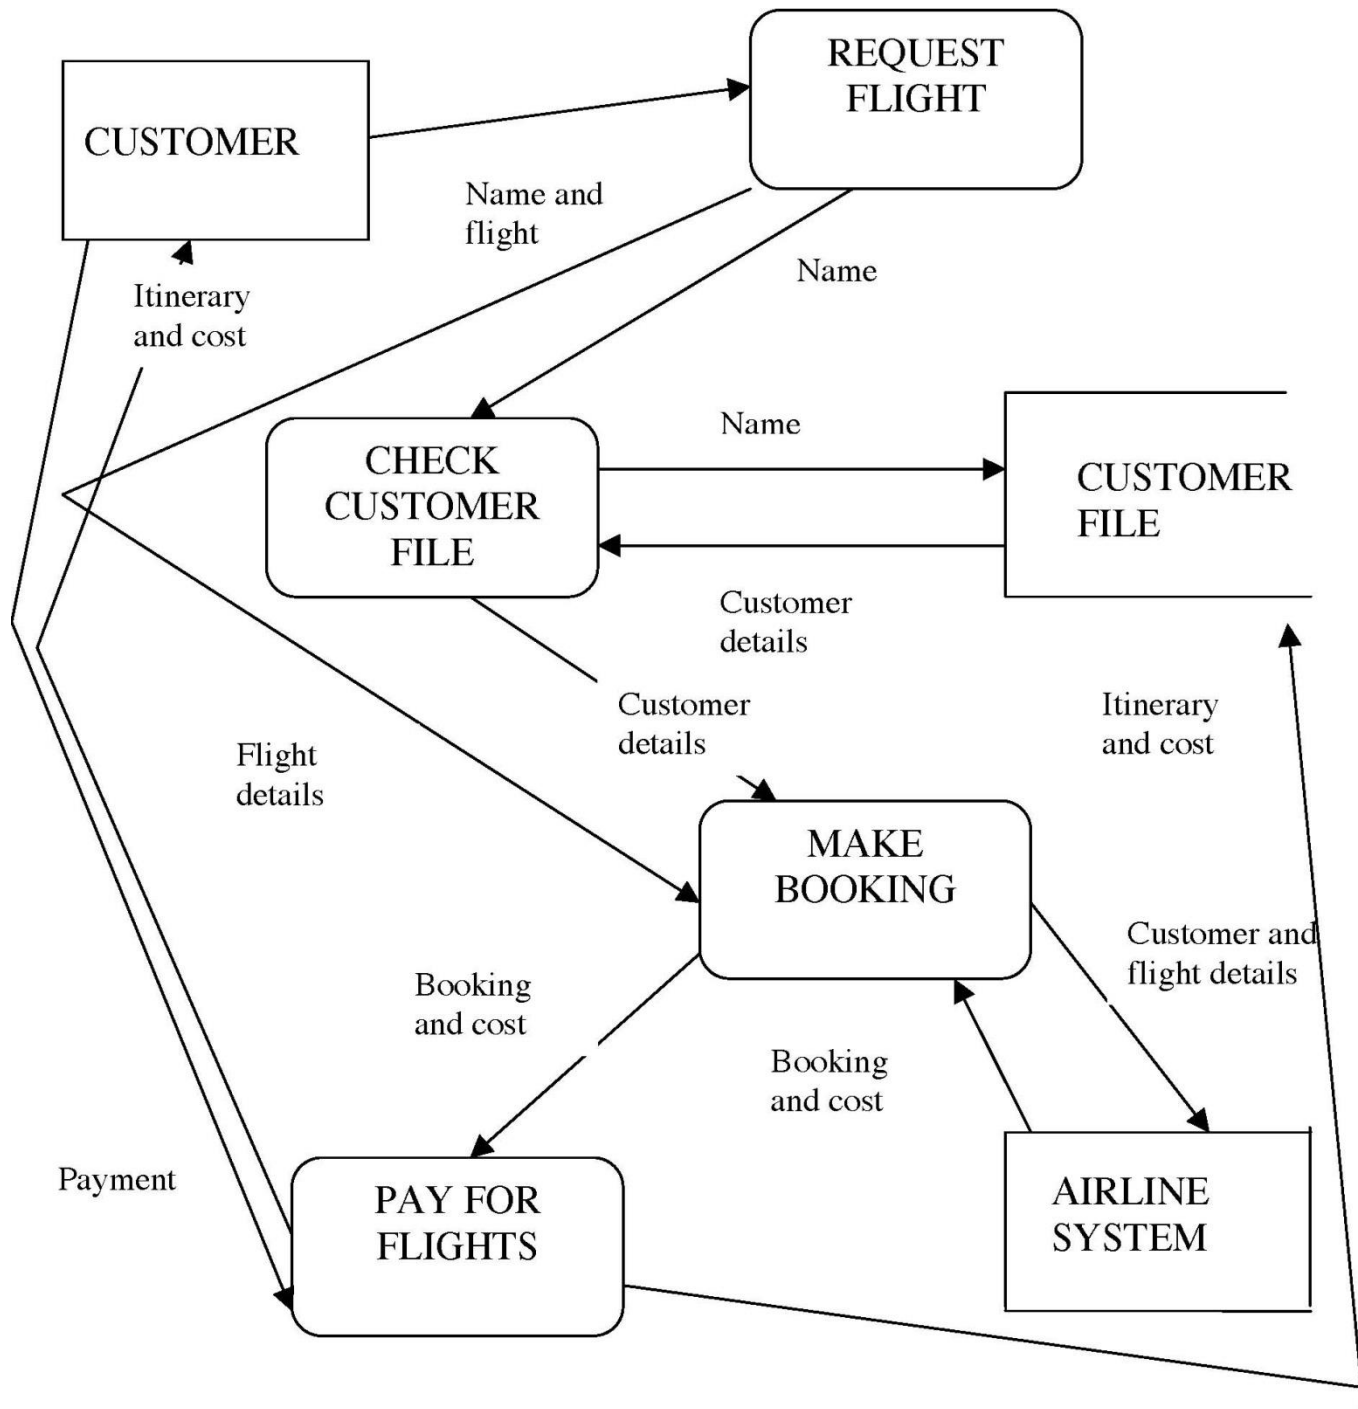 REQUEST
FLIGHT
CUSTOMER
Name and
flight
Name
Itinerary
and cost
Name
CHECK
CUSTOMER
FILE
CUSTOMER
FILE
Customer
details
Customer
details
Itinerary
and cost
Flight
details
MAKE
BOOKING
Customer and
flight details
Booking
and cost
Booking
and cost
Payment
PAY FOR
FLIGHTS
AIRLINE
SYSTEM